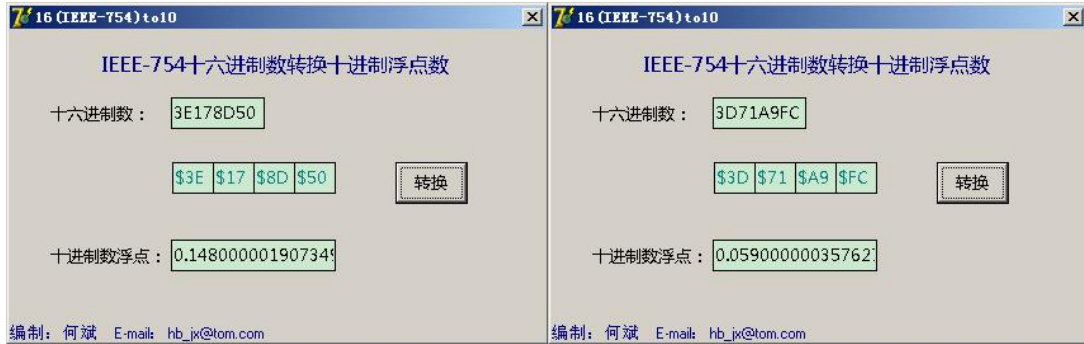 16(IEEE-754)to10
IEEE-754十六进制数转换十进制浮点数
十六进制数： 3E178D50
$3E $17 $8D $50 转换
十进制数浮点： 0.148000001907349
编制： 何斌 E-mail: hb_jx@tom.com
16(IEEE-754)to10
IEEE-754十六进制数转换十进制浮点数
十六进制数： 3D71A9FC
$3D $71 $A9 $FC 转换
十进制数浮点： 0.059000000357627
编制： 何斌 E-mail: hb_jx@tom.com